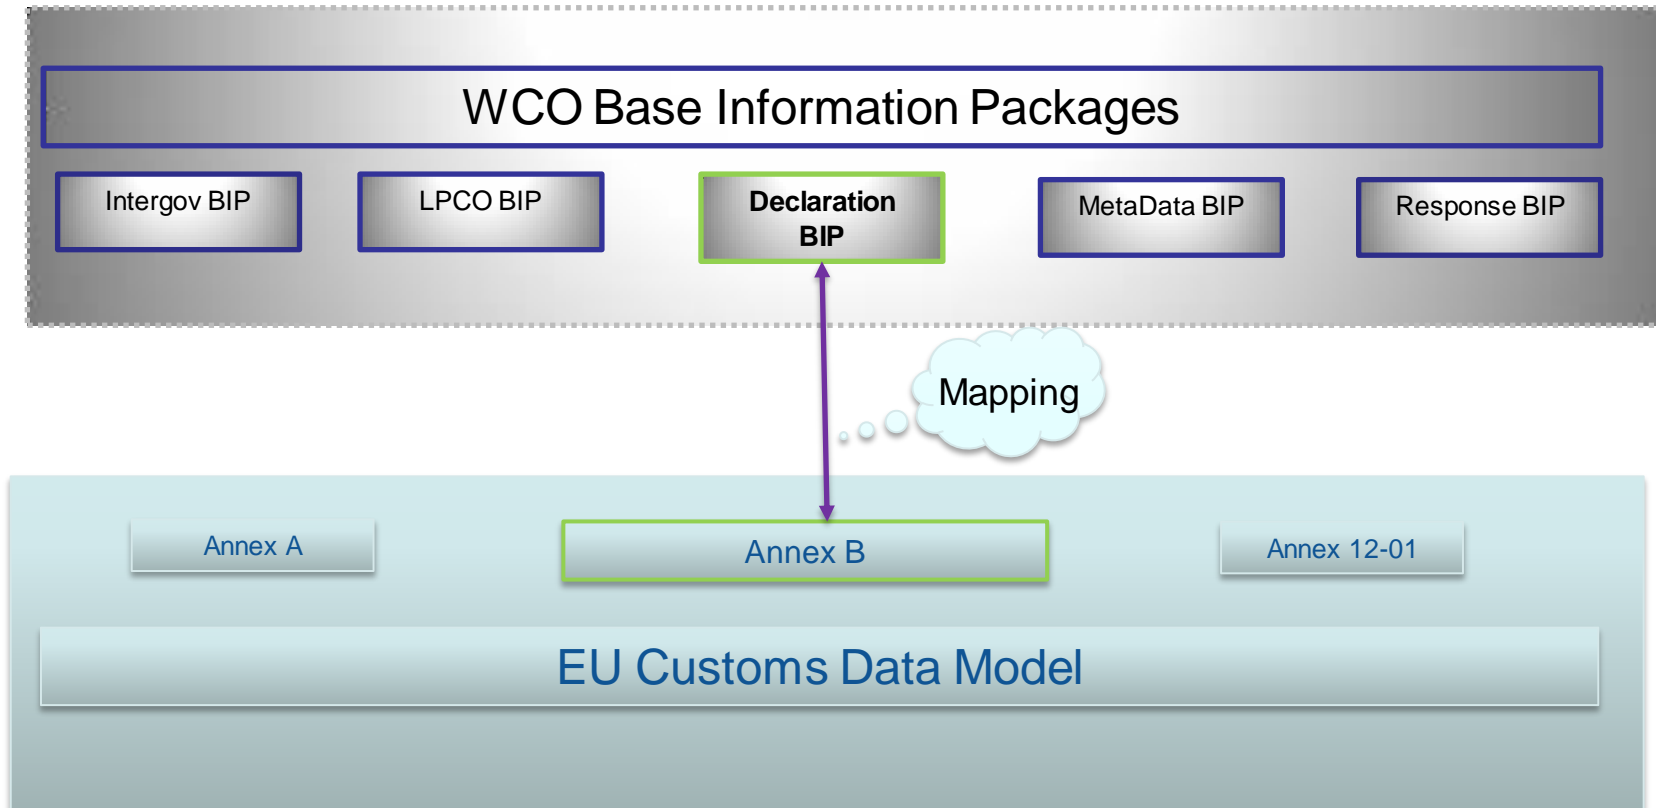 WCO Base Information Packages
Intergov BIP
LPCO BIP
Declaration
BIP
MetaData BIP
Response BIP
Mapping
Annex A
Annex B
Annex 12-01
EU Customs Data Model